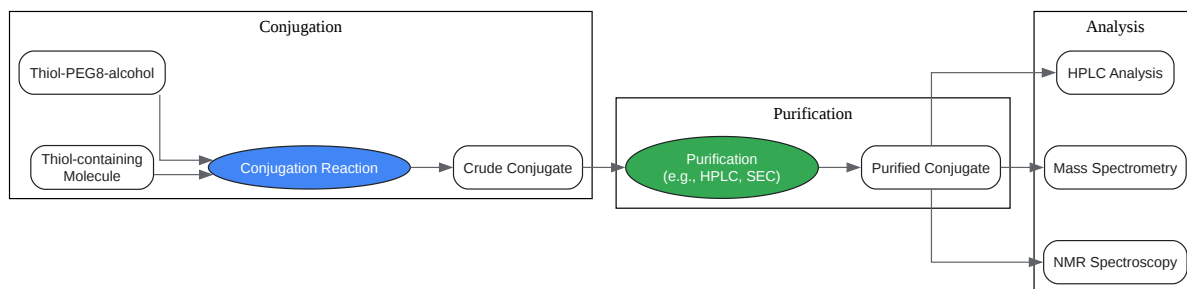 Conjugation
Thiol-PEG8-alcohol
Thiol-containing
Molecule
Conjugation Reaction
Crude Conjugate
Purification
Purification
(e.g., HPLC, SEC)
Purified Conjugate
Analysis
HPLC Analysis
Mass Spectrometry
NMR Spectroscopy